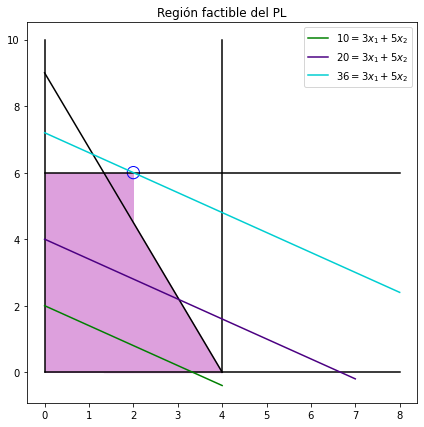 Región factible del PL
10 = 3x₁ + 5x₂
20 = 3x₁ + 5x₂
36 = 3x₁ + 5x₂
10
8
6
4
2
0
0 1 2 3 4 5 6 7 8